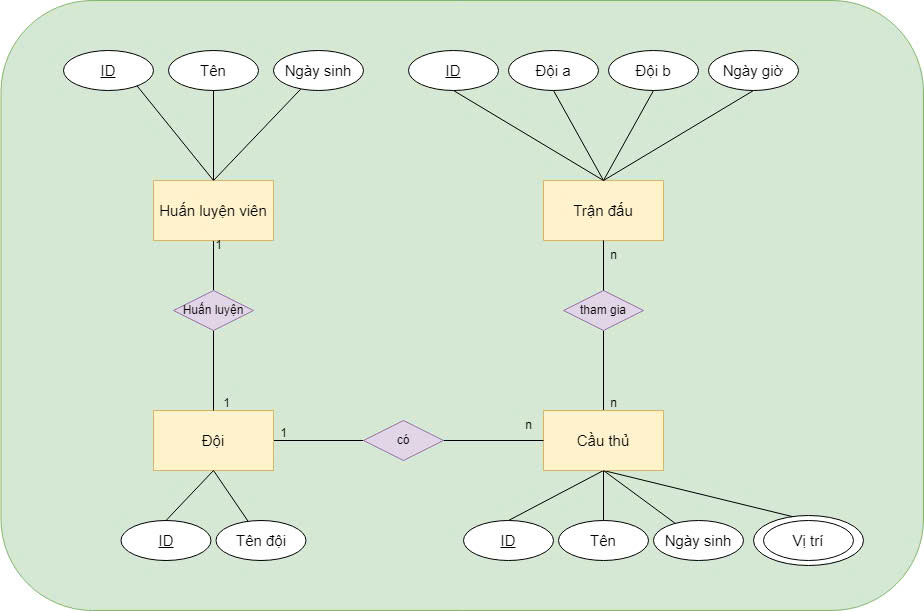 ID
Tên
Ngày sinh
ID
Đội a
Đội b
Ngày giờ
Huấn luyện viên
Trận đấu
1
n
Huấn luyện
tham gia
1
n
Đội
1
có
n
Cầu thủ
ID
Tên đội
ID
Tên
Ngày sinh
Vị trí